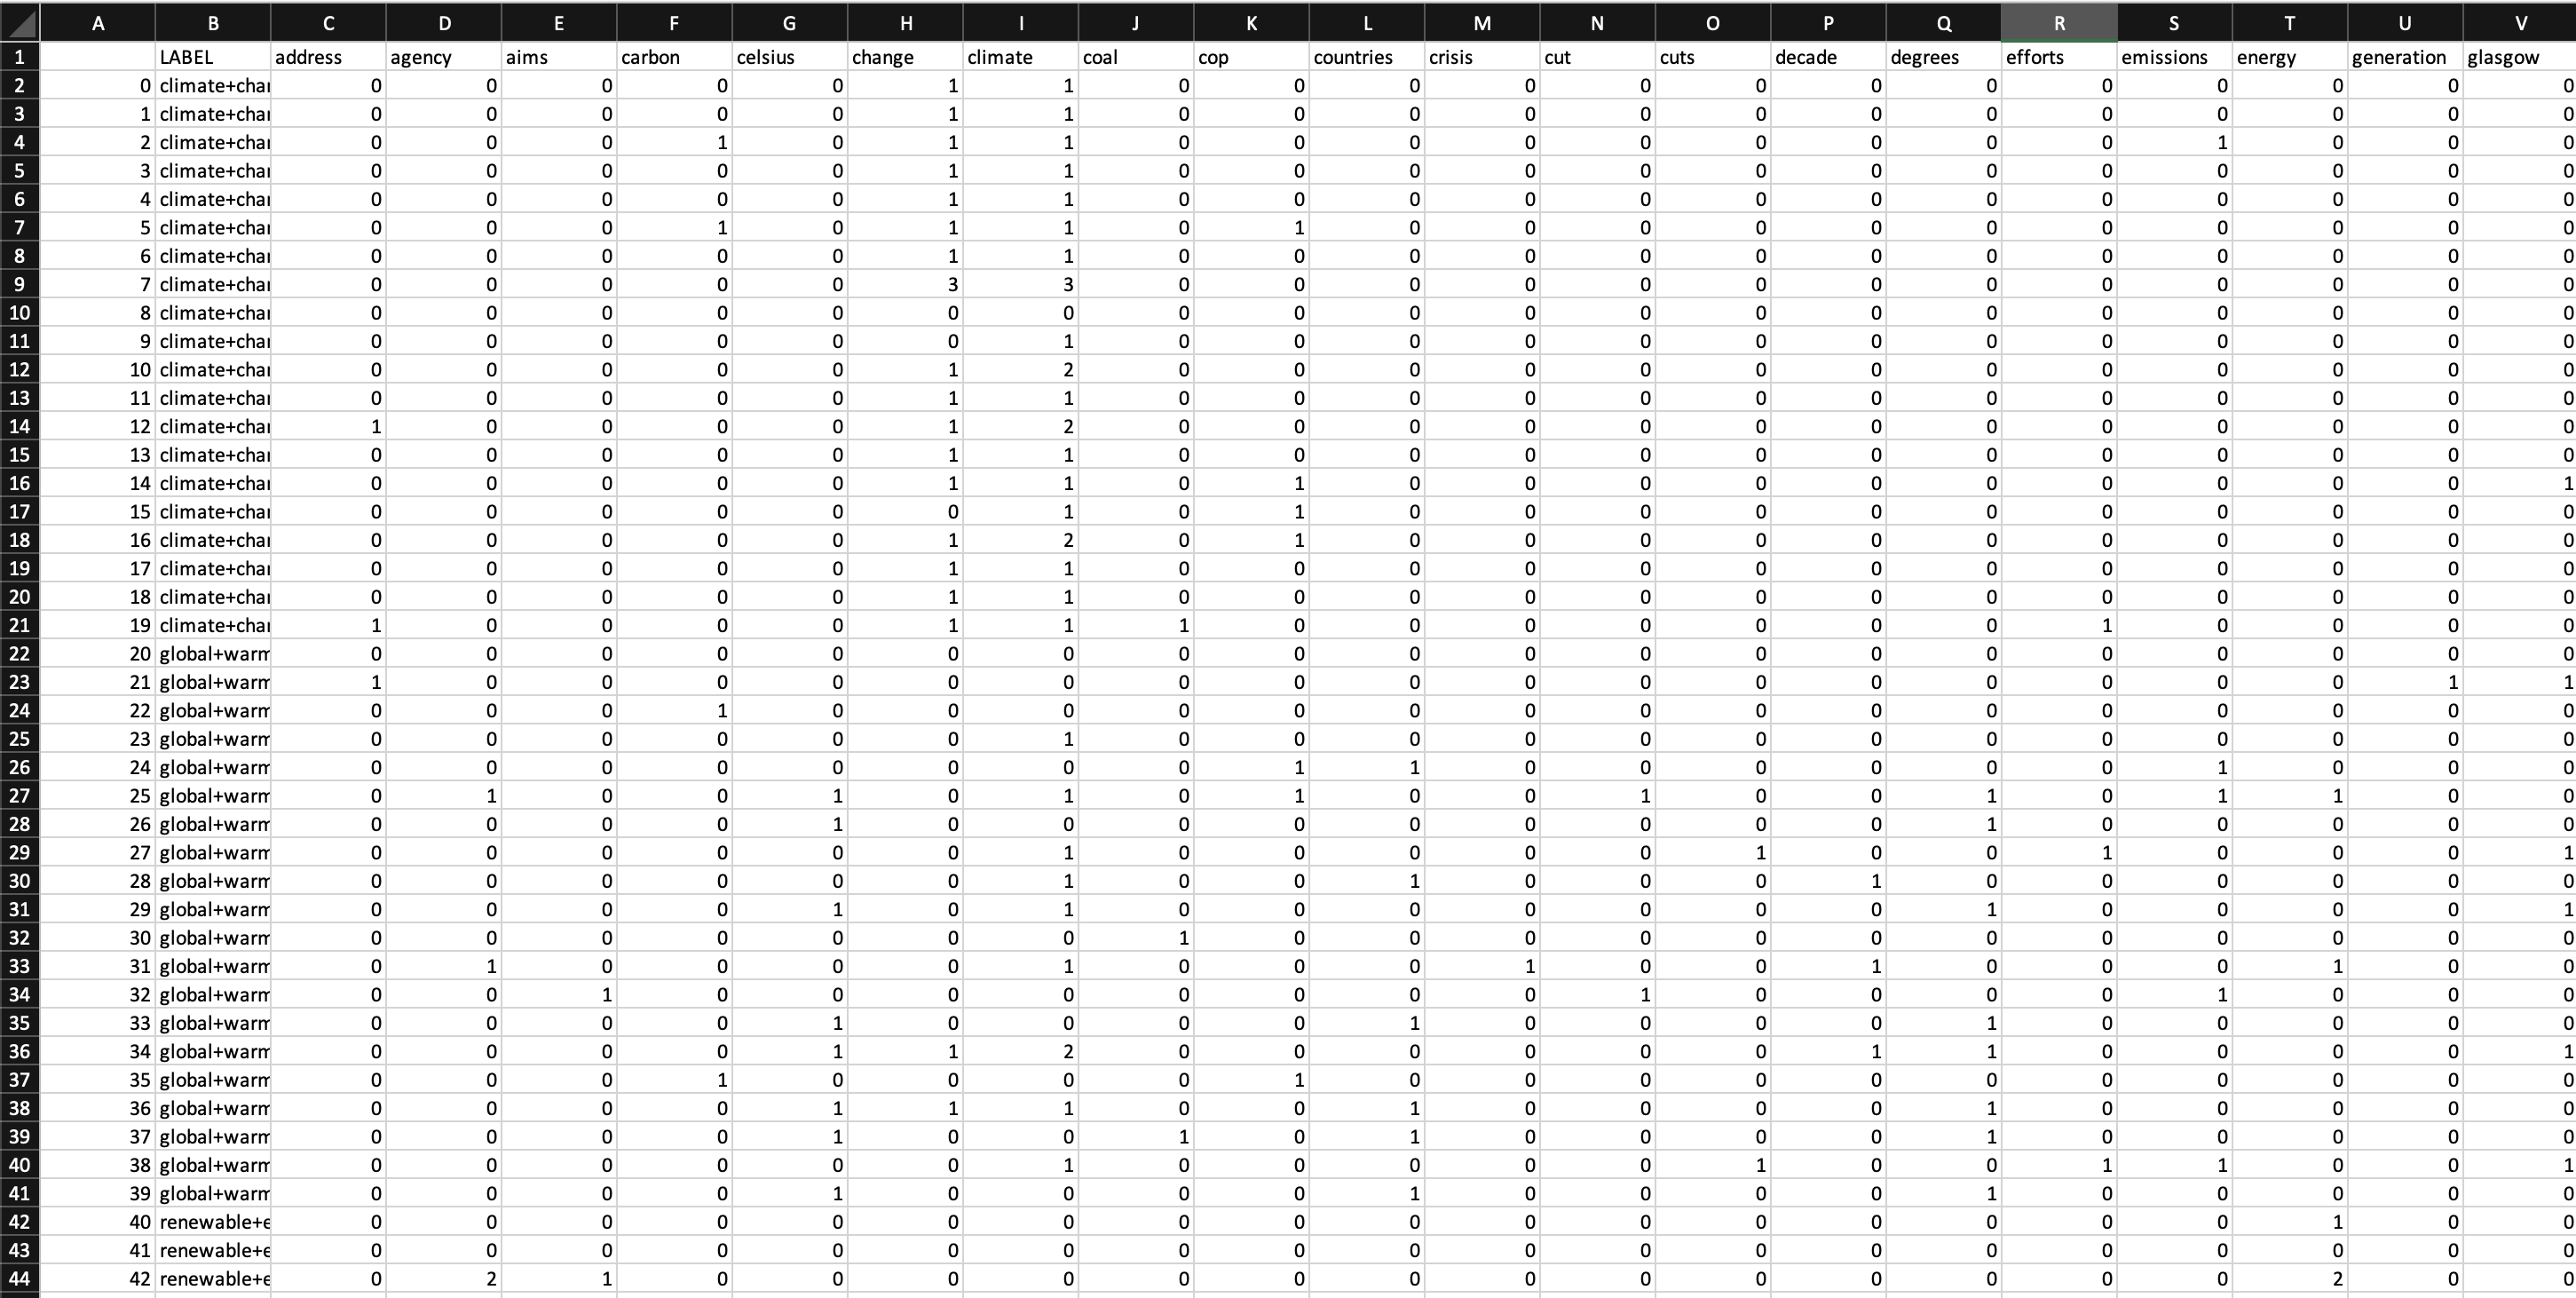 A B C D E F G H I J K L M N O P Q R S T U V
1 LABEL address agency aims carbon celsius change climate coal cop countries crisis cut cuts decade degrees efforts emissions energy generation glasgow
2 0 climate+char 0 0 0 0 0 1 1 0 0 0 0 0 0 0 0 0 0 0 0 0
3 1 climate+char 0 0 0 0 0 1 1 0 0 0 0 0 0 0 0 0 0 0 0 0
4 2 climate+char 0 0 0 1 0 1 1 0 0 0 0 0 0 0 0 0 1 0 0 0
5 3 climate+char 0 0 0 0 0 1 1 0 0 0 0 0 0 0 0 0 0 0 0 0
6 4 climate+char 0 0 0 0 0 1 1 0 0 0 0 0 0 0 0 0 0 0 0 0
7 5 climate+char 0 0 0 1 0 1 1 0 1 0 0 0 0 0 0 0 0 0 0 0
8 6 climate+char 0 0 0 0 0 1 1 0 0 0 0 0 0 0 0 0 0 0 0 0
9 7 climate+char 0 0 0 0 0 3 3 0 0 0 0 0 0 0 0 0 0 0 0 0
10 8 climate+char 0 0 0 0 0 0 0 0 0 0 0 0 0 0 0 0 0 0 0 0
11 9 climate+char 0 0 0 0 0 0 1 0 0 0 0 0 0 0 0 0 0 0 0 0
12 10 climate+char 0 0 0 0 0 1 2 0 0 0 0 0 0 0 0 0 0 0 0 0
13 11 climate+char 0 0 0 0 0 1 1 0 0 0 0 0 0 0 0 0 0 0 0 0
14 12 climate+char 1 0 0 0 0 1 2 0 0 0 0 0 0 0 0 0 0 0 0 0
15 13 climate+char 0 0 0 0 0 1 1 0 0 0 0 0 0 0 0 0 0 0 0 0
16 14 climate+char 0 0 0 0 0 1 1 0 1 0 0 0 0 0 0 0 0 0 0 1
17 15 climate+char 0 0 0 0 0 0 1 0 1 0 0 0 0 0 0 0 0 0 0 0
18 16 climate+char 0 0 0 0 0 1 2 0 1 0 0 0 0 0 0 0 0 0 0 0
19 17 climate+char 0 0 0 0 0 1 1 0 0 0 0 0 0 0 0 0 0 0 0 0
20 18 climate+char 0 0 0 0 0 1 1 0 0 0 0 0 0 0 0 0 0 0 0 0
21 19 climate+char 1 0 0 0 0 1 1 1 0 0 0 0 0 0 0 1 0 0 0 0
22 20 global+warm 0 0 0 0 0 0 0 0 0 0 0 0 0 0 0 0 0 0 0 0
23 21 global+warm 1 0 0 0 0 0 0 0 0 0 0 0 0 0 0 0 0 0 1 1
24 22 global+warm 0 0 0 1 0 0 0 0 0 0 0 0 0 0 0 0 0 0 0 0
25 23 global+warm 0 0 0 0 0 0 1 0 0 0 0 0 0 0 0 0 0 0 0 0
26 24 global+warm 0 0 0 0 0 0 0 0 1 1 0 0 0 0 0 0 1 0 0 0
27 25 global+warm 0 1 0 0 1 0 1 0 1 0 0 1 0 0 1 0 1 1 0 0
28 26 global+warm 0 0 0 0 1 0 0 0 0 0 0 0 0 0 1 0 0 0 0 0
29 27 global+warm 0 0 0 0 0 0 1 0 0 0 0 0 1 0 0 1 0 0 0 1
30 28 global+warm 0 0 0 0 0 0 1 0 0 1 0 0 0 1 0 0 0 0 0 0
31 29 global+warm 0 0 0 0 1 0 1 0 0 0 0 0 0 0 1 0 0 0 0 1
32 30 global+warm 0 0 0 0 0 0 0 1 0 0 0 0 0 0 0 0 0 0 0 0
33 31 global+warm 0 1 0 0 0 0 1 0 0 0 1 0 0 1 0 0 0 1 0 0
34 32 global+warm 0 0 1 0 0 0 0 0 0 0 0 1 0 0 0 0 1 0 0 0
35 33 global+warm 0 0 0 0 1 0 0 0 0 1 0 0 0 0 1 0 0 0 0 0
36 34 global+warm 0 0 0 0 1 1 2 0 0 0 0 0 0 1 1 0 0 0 0 1
37 35 global+warm 0 0 0 1 0 0 0 0 1 0 0 0 0 0 0 0 0 0 0 0
38 36 global+warm 0 0 0 0 1 1 1 0 0 1 0 0 0 0 1 0 0 0 0 0
39 37 global+warm 0 0 0 0 1 0 0 1 0 1 0 0 0 0 1 0 0 0 0 0
40 38 global+warm 0 0 0 0 0 0 1 0 0 0 0 0 1 0 0 1 1 0 0 1
41 39 global+warm 0 0 0 0 1 0 0 0 0 1 0 0 0 0 1 0 0 0 0 0
42 40 renewable+e 0 0 0 0 0 0 0 0 0 0 0 0 0 0 0 0 0 1 0 0
43 41 renewable+e 0 0 0 0 0 0 0 0 0 0 0 0 0 0 0 0 0 0 0 0
44 42 renewable+e 0 2 1 0 0 0 0 0 0 0 0 0 0 0 0 0 0 2 0 0